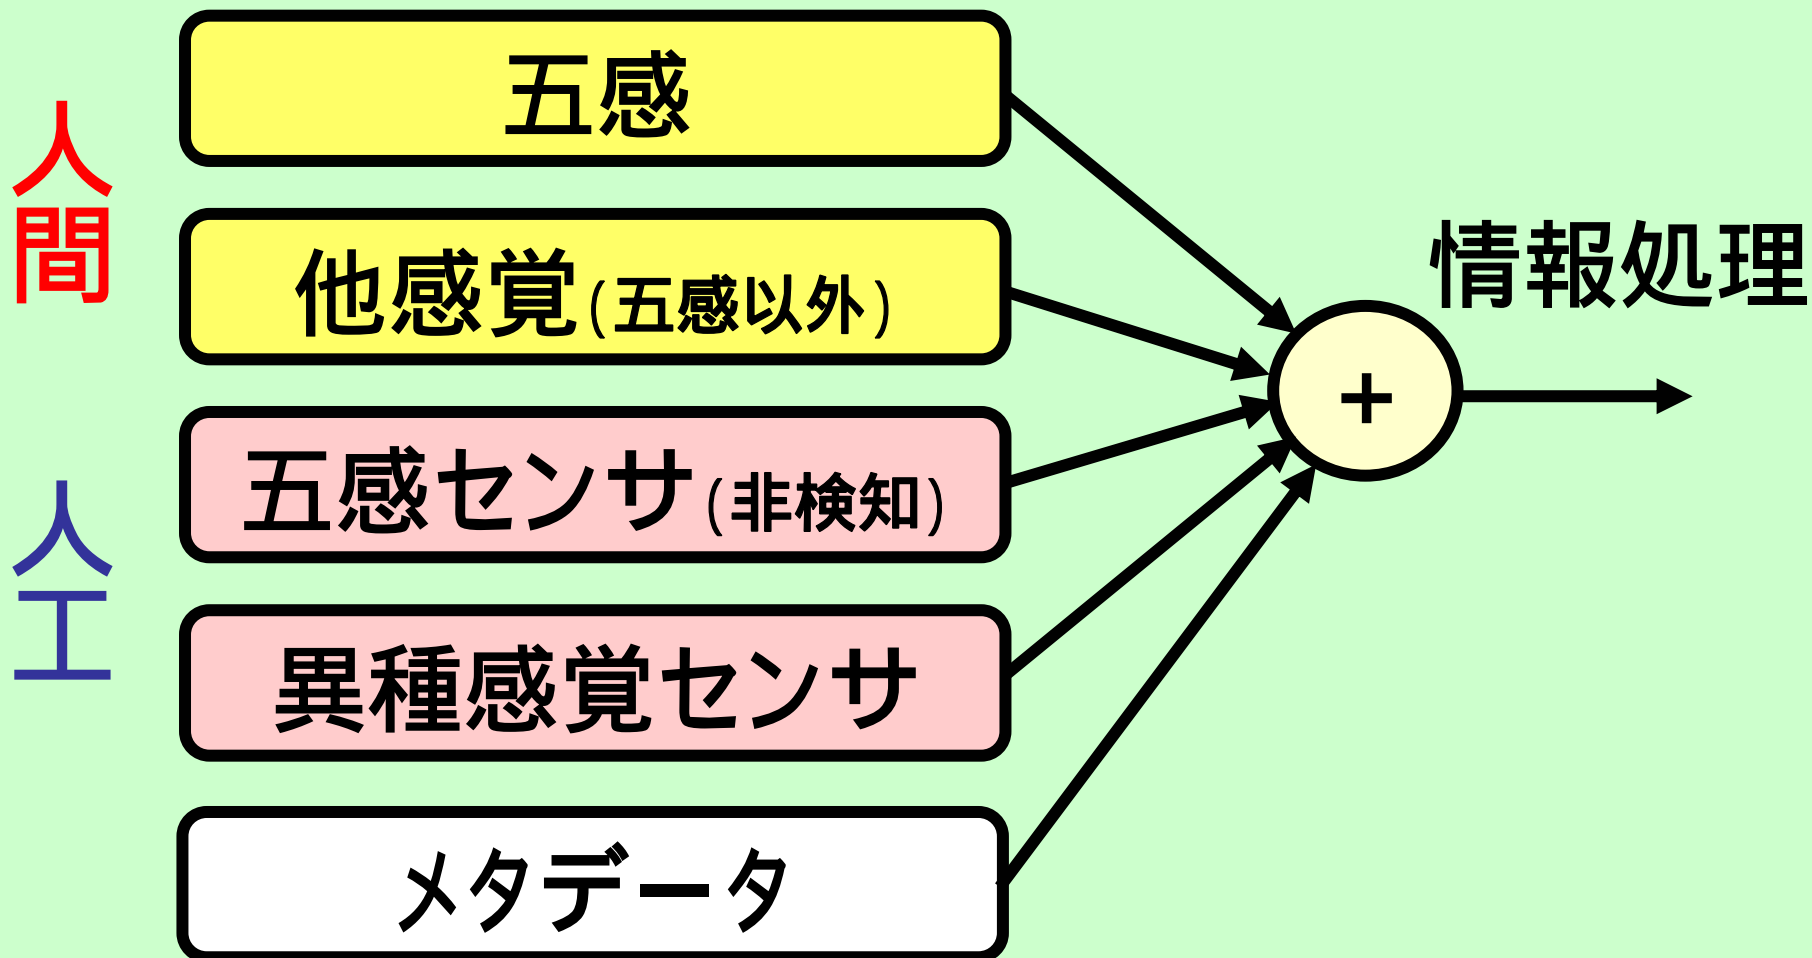 人間
五感
他感覚(五感以外)
人工
五感センサ(非検知)
異種感覚センサ
メタデータ
+
情報処理